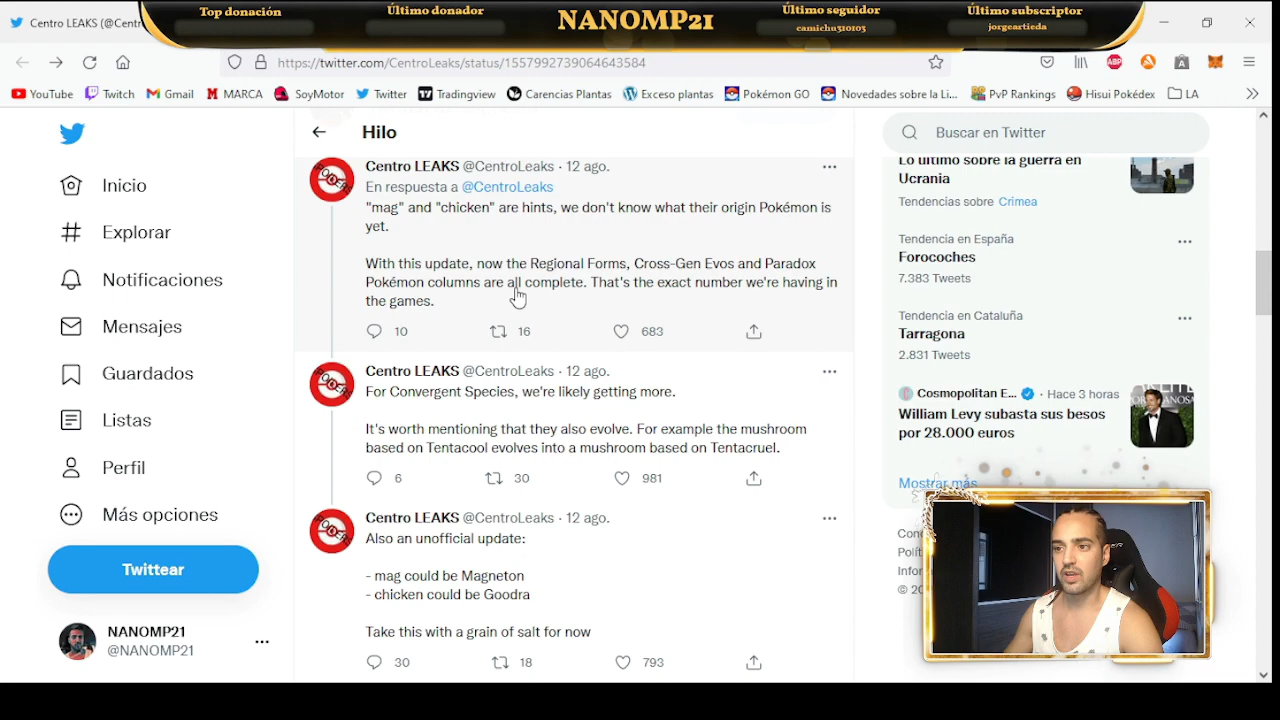 Top donación
Último donador
NANOMP21
Último seguidor
camichu310103
Último subscriptor
jorgeartieda
Centro LEAKS (@Centr
https://twitter.com/CentroLeaks/status/1557992739064643584
YouTube
Twitch
Gmail
MARCA
SoyMotor
Twitter
Tradingview
Carencias Plantas
Exceso plantas
Pokémon GO
Novedades sobre la Li...
PvP Rankings
Hisui Pokédex
LA
Inicio
Explorar
Notificaciones
Mensajes
Guardados
Listas
Perfil
Más opciones
Twittear
NANOMP21
@NANOMP21
Hilo
Centro LEAKS @CentroLeaks · 12 ago.
En respuesta a @CentroLeaks
"mag" and "chicken" are hints, we don't know what their origin Pokémon is
yet.
With this update, now the Regional Forms, Cross-Gen Evos and Paradox
Pokémon columns are all complete. That's the exact number we're having in
the games.
10
16
683
Centro LEAKS @CentroLeaks · 12 ago.
For Convergent Species, we're likely getting more.
It's worth mentioning that they also evolve. For example the mushroom
based on Tentacool evolves into a mushroom based on Tentacruel.
6
30
981
Centro LEAKS @CentroLeaks · 12 ago.
Also an unofficial update:
- mag could be Magneton
- chicken could be Goodra
Take this with a grain of salt for now
30
18
793
Buscar en Twitter
Lo último sobre la guerra en
Ucrania
Tendencias sobre Crimea
Tendencia en España
Forocoches
7.383 Tweets
Tendencia en Cataluña
Tarragona
2.831 Tweets
Cosmopolitan E... · Hace 3 horas
William Levy subasta sus besos
por 28.000 euros
Mostrar más